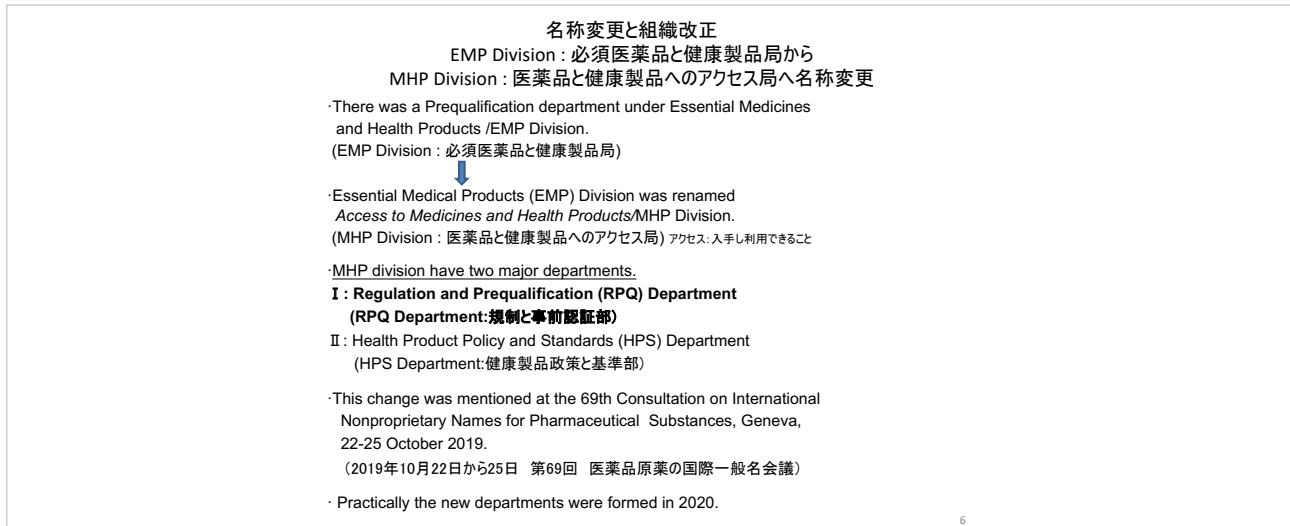 名称変更と組織改正
EMP Division : 必須医薬品と健康製品局から
MHP Division : 医薬品と健康製品へのアクセス局へ名称変更
·There was a Prequalification department under Essential Medicines
and Health Products /EMP Division.
(EMP Division : 必須医薬品と健康製品局)
·Essential Medical Products (EMP) Division was renamed
Access to Medicines and Health Products/MHP Division.
(MHP Division : 医薬品と健康製品へのアクセス局) アクセス：入手し利用できること
·MHP division have two major departments.
Ⅰ : Regulation and Prequalification (RPQ) Department
(RPQ Department:規制と事前認証部）
Ⅱ : Health Product Policy and Standards (HPS) Department
(HPS Department:健康製品政策と基準部）
·This change was mentioned at the 69th Consultation on International
Nonproprietary Names for Pharmaceutical Substances, Geneva,
22-25 October 2019.
（2019年10月22日から25日　第69回　医薬品原薬の国際一般名会議）
· Practically the new departments were formed in 2020.
6